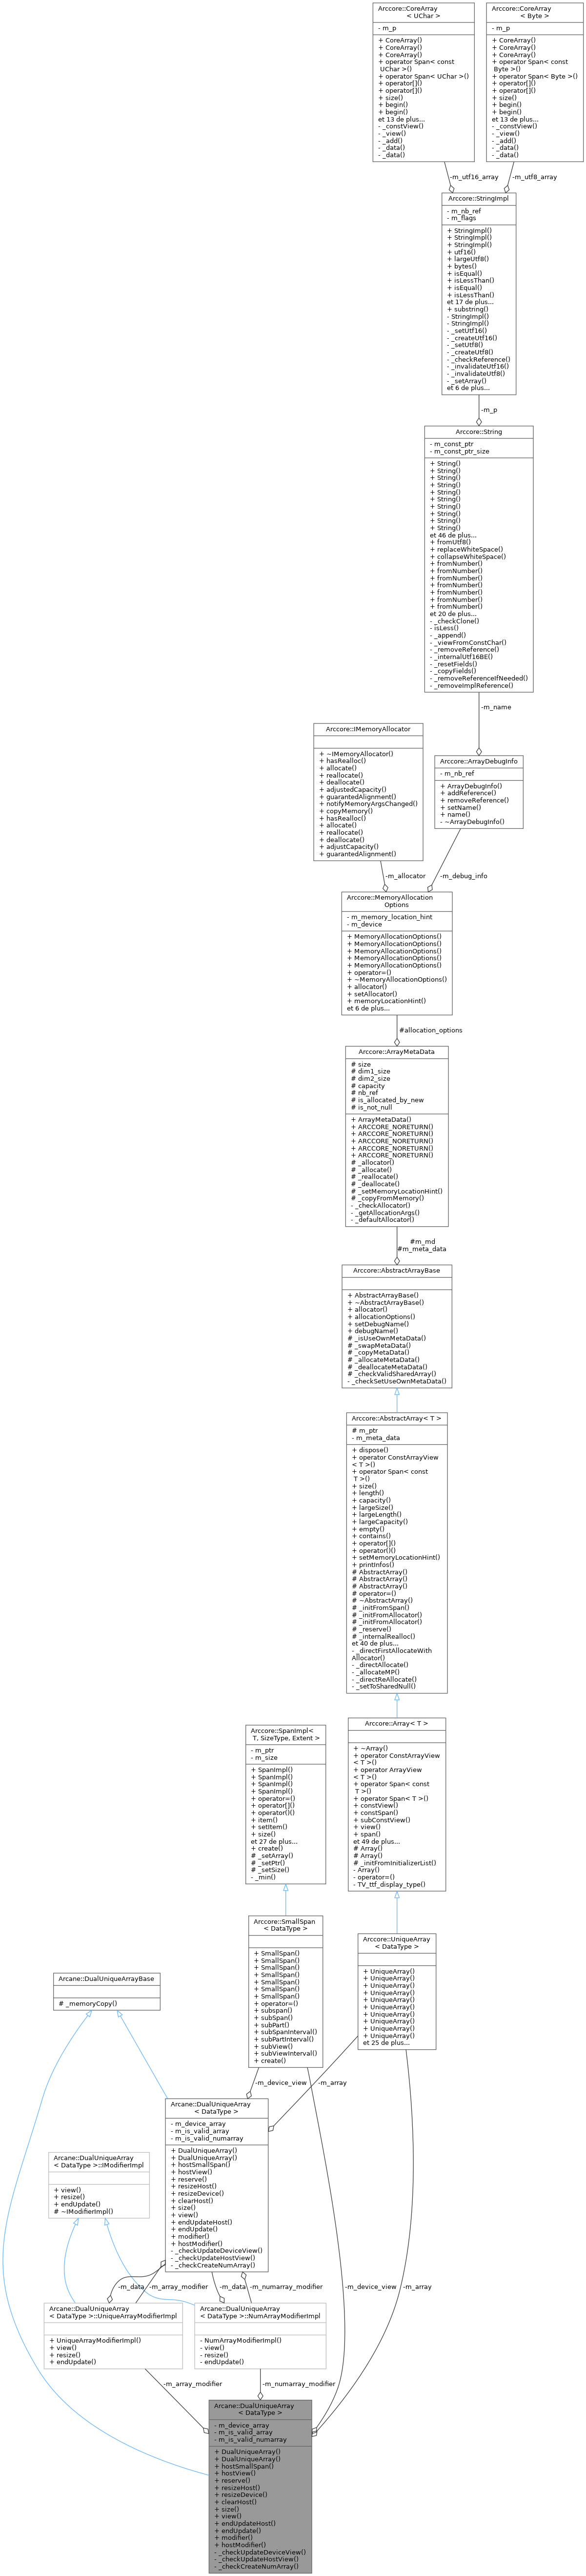 Arccore::CoreArray
< UChar >
- m_p
+ CoreArray()
+ CoreArray()
+ CoreArray()
+ operator Span< const
UChar >()
+ operator Span< UChar >()
+ operator[]()
+ operator[]()
+ size()
+ begin()
+ begin()
et 13 de plus...
- _constView()
- _view()
- _add()
- _data()
- _data()
Arccore::CoreArray
< Byte >
- m_p
+ CoreArray()
+ CoreArray()
+ CoreArray()
+ operator Span< const
Byte >()
+ operator Span< Byte >()
+ operator[]()
+ operator[]()
+ size()
+ begin()
+ begin()
et 13 de plus...
- _constView()
- _view()
- _add()
- _data()
- _data()
-m_utf16_array
-m_utf8_array
Arccore::StringImpl
- m_nb_ref
- m_flags
+ StringImpl()
+ StringImpl()
+ StringImpl()
+ utf16()
+ largeUtf8()
+ bytes()
+ isEqual()
+ isLessThan()
+ isEqual()
+ isLessThan()
et 17 de plus...
+ substring()
- StringImpl()
- StringImpl()
- _setUtf16()
- _createUtf16()
- _setUtf8()
- _createUtf8()
- _checkReference()
- _invalidateUtf16()
- _invalidateUtf8()
- _setArray()
et 6 de plus...
-m_p
Arccore::String
- m_const_ptr
- m_const_ptr_size
+ String()
+ String()
+ String()
+ String()
+ String()
+ String()
+ String()
+ String()
+ String()
+ String()
et 46 de plus...
+ fromUtf8()
+ replaceWhiteSpace()
+ collapseWhiteSpace()
+ fromNumber()
+ fromNumber()
+ fromNumber()
+ fromNumber()
+ fromNumber()
+ fromNumber()
+ fromNumber()
et 20 de plus...
- _checkClone()
- isLess()
- _append()
- _viewFromConstChar()
- _removeReference()
- _internalUtf16BE()
- _resetFields()
- _copyFields()
- _removeReferenceIfNeeded()
- _removeImplReference()
-m_name
Arccore::IMemoryAllocator
+ ~IMemoryAllocator()
+ hasRealloc()
+ allocate()
+ reallocate()
+ deallocate()
+ adjustedCapacity()
+ guarantedAlignment()
+ notifyMemoryArgsChanged()
+ copyMemory()
+ hasRealloc()
+ allocate()
+ reallocate()
+ deallocate()
+ adjustCapacity()
+ guarantedAlignment()
Arccore::ArrayDebugInfo
- m_nb_ref
+ ArrayDebugInfo()
+ addReference()
+ removeReference()
+ setName()
+ name()
- ~ArrayDebugInfo()
-m_allocator
-m_debug_info
Arccore::MemoryAllocation
Options
- m_memory_location_hint
- m_device
+ MemoryAllocationOptions()
+ MemoryAllocationOptions()
+ MemoryAllocationOptions()
+ MemoryAllocationOptions()
+ MemoryAllocationOptions()
+ operator=()
+ ~MemoryAllocationOptions()
+ allocator()
+ setAllocator()
+ memoryLocationHint()
et 6 de plus...
#allocation_options
Arccore::ArrayMetaData
# size
# dim1_size
# dim2_size
# capacity
# nb_ref
# is_allocated_by_new
# is_not_null
+ ArrayMetaData()
+ ARCCORE_NORETURN()
+ ARCCORE_NORETURN()
+ ARCCORE_NORETURN()
+ ARCCORE_NORETURN()
+ ARCCORE_NORETURN()
# _allocator()
# _allocate()
# _reallocate()
# _deallocate()
# _setMemoryLocationHint()
# _copyFromMemory()
- _checkAllocator()
- _getAllocationArgs()
- _defaultAllocator()
#m_md
#m_meta_data
Arccore::AbstractArrayBase
+ AbstractArrayBase()
+ ~AbstractArrayBase()
+ allocator()
+ allocationOptions()
+ setDebugName()
+ debugName()
# _isUseOwnMetaData()
# _swapMetaData()
# _copyMetaData()
# _allocateMetaData()
# _deallocateMetaData()
# _checkValidSharedArray()
- _checkSetUseOwnMetaData()
Arccore::AbstractArray< T >
# m_ptr
- m_meta_data
+ dispose()
+ operator ConstArrayView
< T >()
+ operator Span< const
T >()
+ size()
+ length()
+ capacity()
+ largeSize()
+ largeLength()
+ largeCapacity()
+ empty()
+ contains()
+ operator[]()
+ operator()()
+ setMemoryLocationHint()
+ printInfos()
# AbstractArray()
# AbstractArray()
# AbstractArray()
# operator=()
# ~AbstractArray()
# _initFromSpan()
# _initFromAllocator()
# _initFromAllocator()
# _reserve()
# _internalRealloc()
et 40 de plus...
- _directFirstAllocateWith
Allocator()
- _directAllocate()
- _allocateMP()
- _directReAllocate()
- _setToSharedNull()
Arccore::SpanImpl<
T, SizeType, Extent >
- m_ptr
- m_size
+ SpanImpl()
+ SpanImpl()
+ SpanImpl()
+ SpanImpl()
+ operator=()
+ operator[]()
+ operator()()
+ item()
+ setItem()
+ size()
et 27 de plus...
+ create()
# _setArray()
# _setPtr()
# _setSize()
- _min()
Arccore::Array< T >
+ ~Array()
+ operator ConstArrayView
< T >()
+ operator ArrayView
< T >()
+ operator Span< const
T >()
+ operator Span< T >()
+ constView()
+ constSpan()
+ subConstView()
+ view()
+ span()
et 49 de plus...
# Array()
# Array()
# _initFromInitializerList()
- Array()
- operator=()
- TV_ttf_display_type()
Arccore::SmallSpan
< DataType >
+ SmallSpan()
+ SmallSpan()
+ SmallSpan()
+ SmallSpan()
+ SmallSpan()
+ SmallSpan()
+ SmallSpan()
+ operator=()
+ subspan()
+ subSpan()
+ subPart()
+ subSpanInterval()
+ subPartInterval()
+ subView()
+ subViewInterval()
+ create()
Arccore::UniqueArray
< DataType >
+ UniqueArray()
+ UniqueArray()
+ UniqueArray()
+ UniqueArray()
+ UniqueArray()
+ UniqueArray()
+ UniqueArray()
+ UniqueArray()
+ UniqueArray()
+ UniqueArray()
et 25 de plus...
Arcane::DualUniqueArrayBase
# _memoryCopy()
-m_device_view
-m_array
Arcane::DualUniqueArray
< DataType >
- m_device_array
- m_is_valid_array
- m_is_valid_numarray
+ DualUniqueArray()
+ DualUniqueArray()
+ hostSmallSpan()
+ hostView()
+ reserve()
+ resizeHost()
+ resizeDevice()
+ clearHost()
+ size()
+ view()
+ endUpdateHost()
+ endUpdate()
+ modifier()
+ hostModifier()
- _checkUpdateDeviceView()
- _checkUpdateHostView()
- _checkCreateNumArray()
Arcane::DualUniqueArray
< DataType >::IModifierImpl
+ view()
+ resize()
+ endUpdate()
# ~IModifierImpl()
-m_data
-m_array_modifier
-m_data
-m_numarray_modifier
-m_device_view
-m_array
Arcane::DualUniqueArray
< DataType >::UniqueArrayModifierImpl
+ UniqueArrayModifierImpl()
+ view()
+ resize()
+ endUpdate()
Arcane::DualUniqueArray
< DataType >::NumArrayModifierImpl
- NumArrayModifierImpl()
- view()
- resize()
- endUpdate()
-m_array_modifier
-m_numarray_modifier
Arcane::DualUniqueArray
< DataType >
- m_device_array
- m_is_valid_array
- m_is_valid_numarray
+ DualUniqueArray()
+ DualUniqueArray()
+ hostSmallSpan()
+ hostView()
+ reserve()
+ resizeHost()
+ resizeDevice()
+ clearHost()
+ size()
+ view()
+ endUpdateHost()
+ endUpdate()
+ modifier()
+ hostModifier()
- _checkUpdateDeviceView()
- _checkUpdateHostView()
- _checkCreateNumArray()